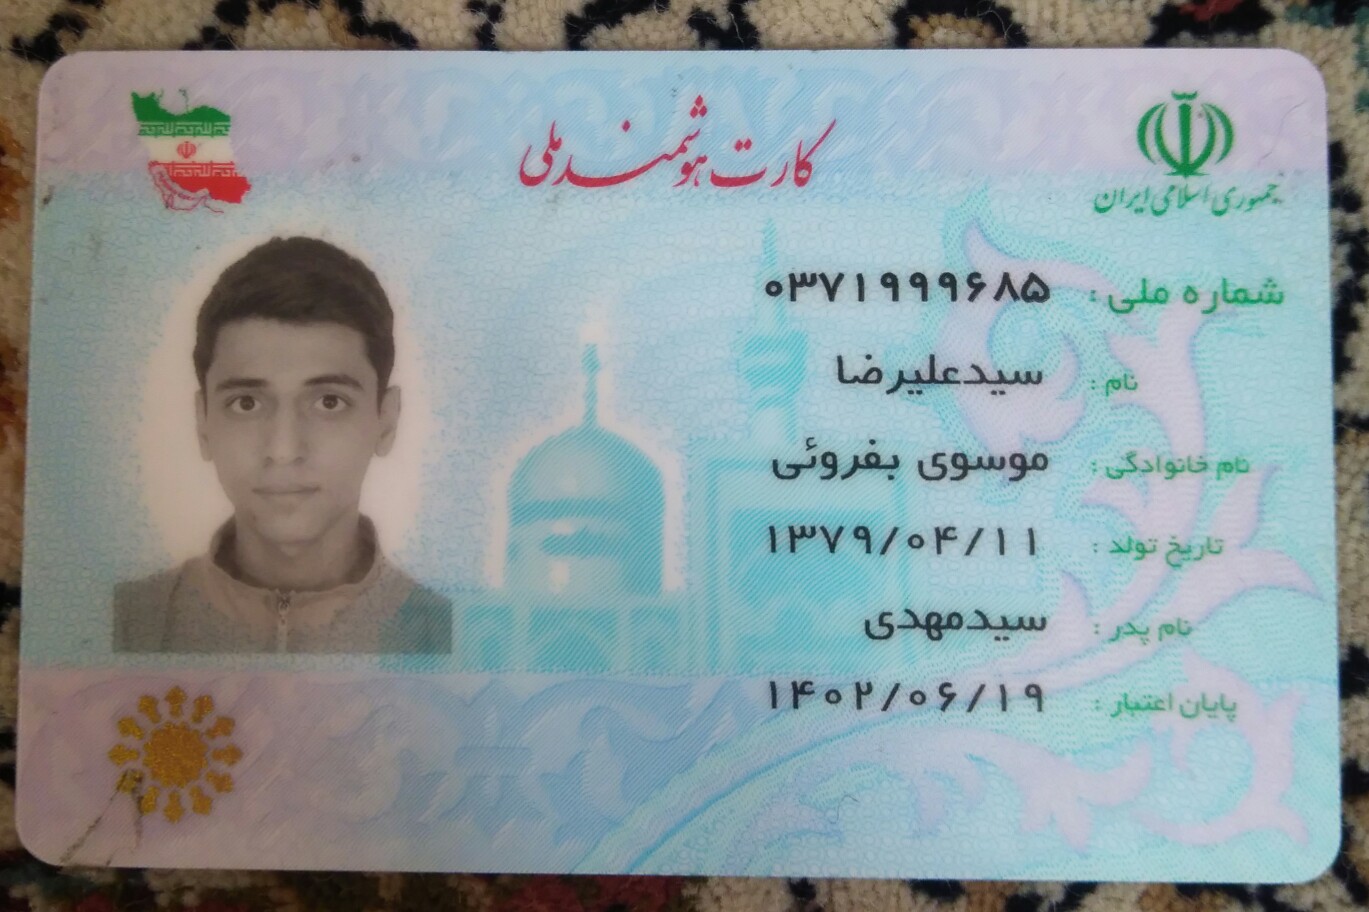 جمهوری اسلامی ایران
کارت هوشمند ملی
شماره ملی : ۰۳۷۱۹۹۹۶۸۵
نام : سیدعلیرضا
نام خانوادگی : موسوی بفروئی
تاریخ تولد : ۱۳۷۹/۰۴/۱۱
نام پدر : سیدمهدی
پایان اعتبار : ۱۴۰۲/۰۶/۱۹